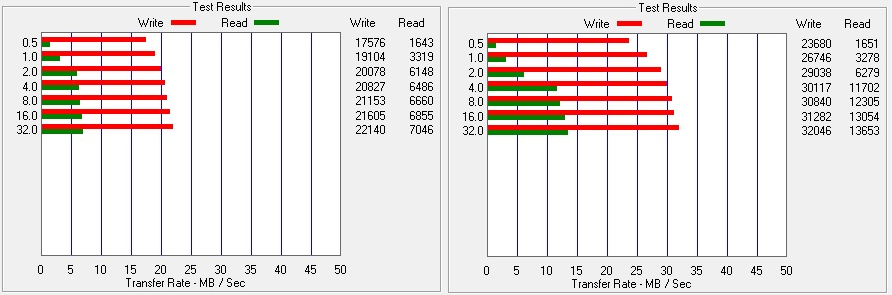 Test Results
Write Read Write Read
0.5 17576 1643
1.0 19104 3319
2.0 20078 6148
4.0 20827 6486
8.0 21153 6660
16.0 21605 6855
32.0 22140 7046
0 5 10 15 20 25 30 35 40 45 50
Transfer Rate - MB / Sec
Test Results
Write Read Write Read
0.5 23680 1651
1.0 26746 3278
2.0 29038 6279
4.0 30117 11702
8.0 30840 12305
16.0 31282 13054
32.0 32046 13653
0 5 10 15 20 25 30 35 40 45 50
Transfer Rate - MB / Sec